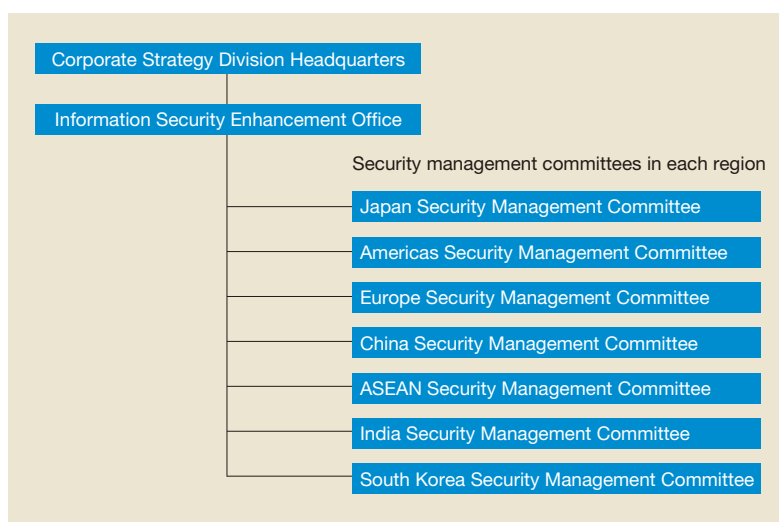 Corporate Strategy Division Headquarters
Information Security Enhancement Office
Security management committees in each region
Japan Security Management Committee
Americas Security Management Committee
Europe Security Management Committee
China Security Management Committee
ASEAN Security Management Committee
India Security Management Committee
South Korea Security Management Committee